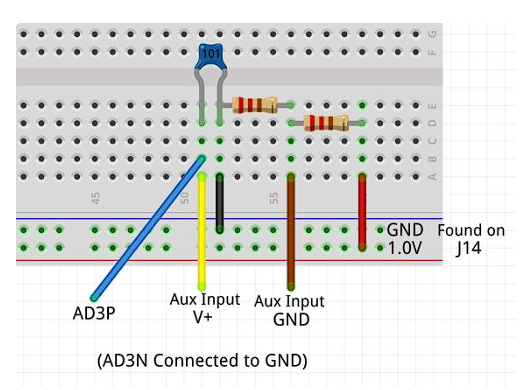 G
F
101
E
D
C
B
A
45
50
55
GND Found on
1.0V J14
AD3P
Aux Input
V+
Aux Input
GND
(AD3N Connected to GND)